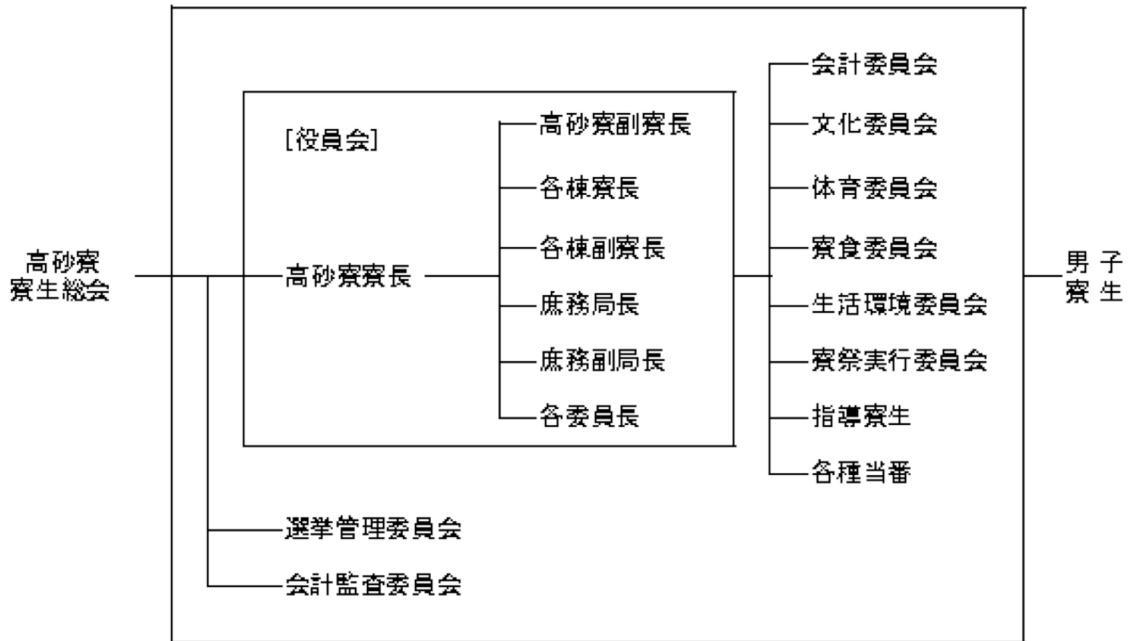 高砂寮
寮生総会
[役員会]
高砂寮寮長
高砂寮副寮長
各棟寮長
各棟副寮長
庶務局長
庶務副局長
各委員長
選挙管理委員会
会計監査委員会
会計委員会
文化委員会
体育委員会
寮食委員会
生活環境委員会
寮祭実行委員会
指導寮生
各種当番
男子
寮生